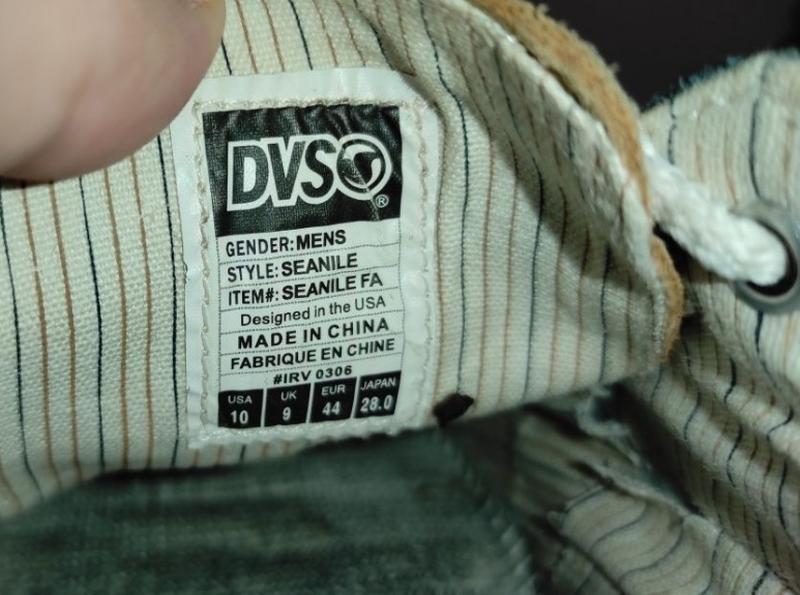 DVS
®
GENDER: MENS
STYLE: SEANILE
ITEM#: SEANILE FA
Designed in the USA
MADE IN CHINA
FABRIQUE EN CHINE
#IRV 0306
USA UK EUR JAPAN
10 9 44 28.0